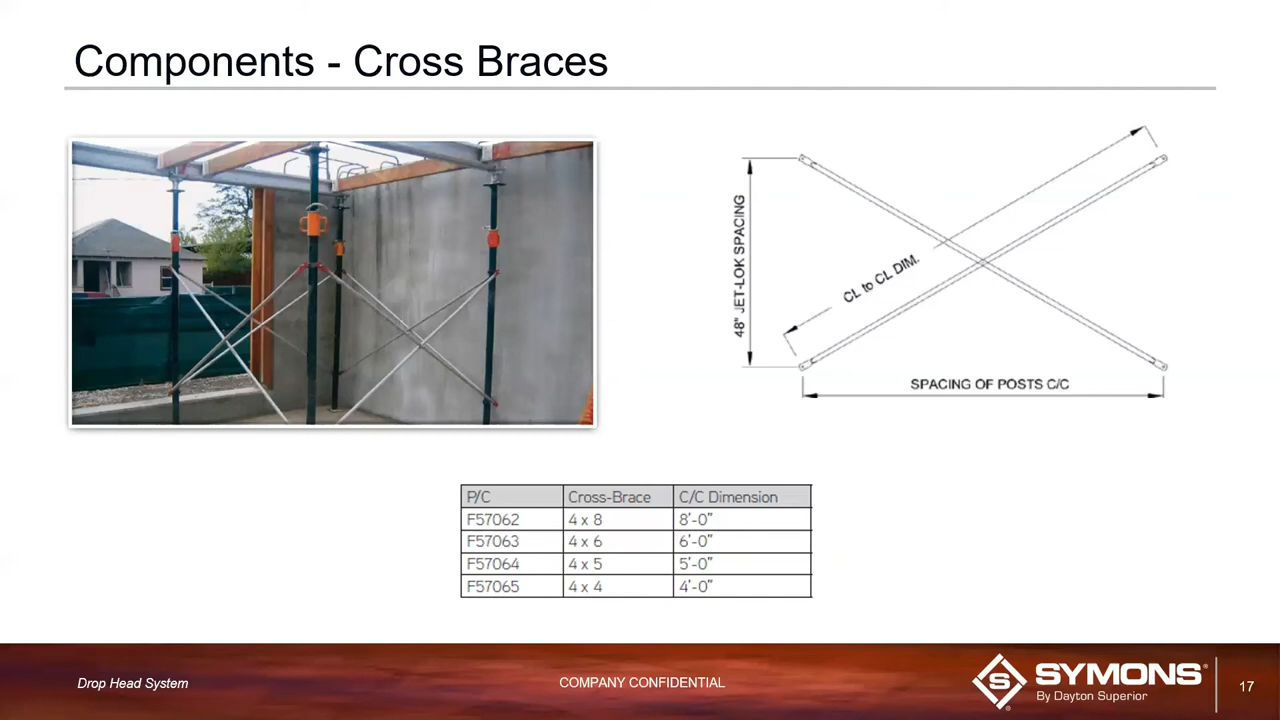 Components - Cross Braces
48" JET-LOK SPACING
CL to CL DIM.
SPACING OF POSTS C/C
P/C Cross-Brace C/C Dimension
F57062 4 x 8 8'-0"
F57063 4 x 6 6'-0"
F57064 4 x 5 5'-0"
F57065 4 x 4 4'-0"
Drop Head System
COMPANY CONFIDENTIAL
S SYMONS®
By Dayton Superior
17